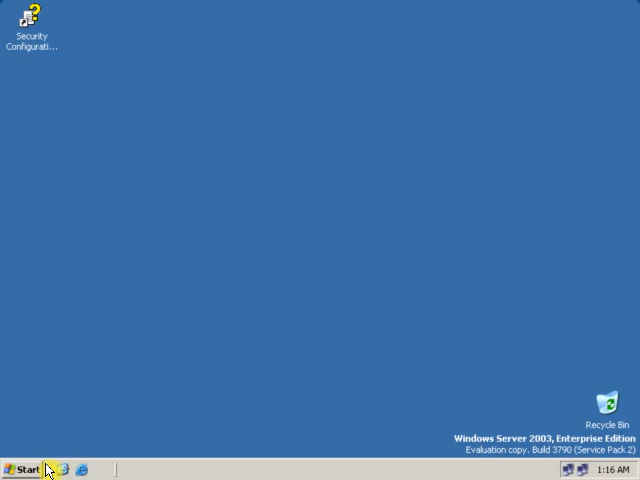 Security
Configurati...
Recycle Bin
Windows Server 2003, Enterprise Edition
Evaluation copy. Build 3790 (Service Pack 2)
Start
1:16 AM